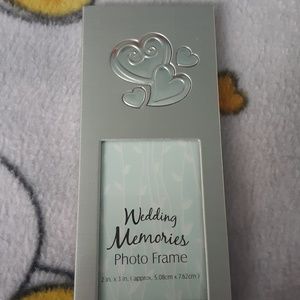 Wedding
Memories
Photo Frame
2 in. x 3 in. ( approx. 5.08cm x 7.62cm )